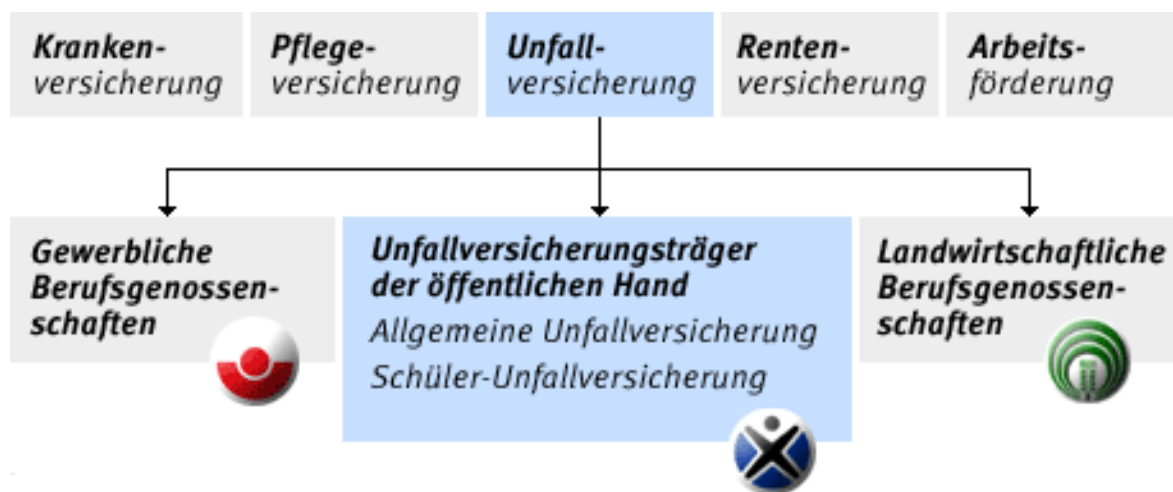 Kranken-
versicherung
Pflege-
versicherung
Unfall-
versicherung
Renten-
versicherung
Arbeits-
förderung
Gewerbliche
Berufsgenossen-
schaften
Unfallversicherungsträger
der öffentlichen Hand
Allgemeine Unfallversicherung
Schüler-Unfallversicherung
Landwirtschaftliche
Berufsgenossen-
schaften